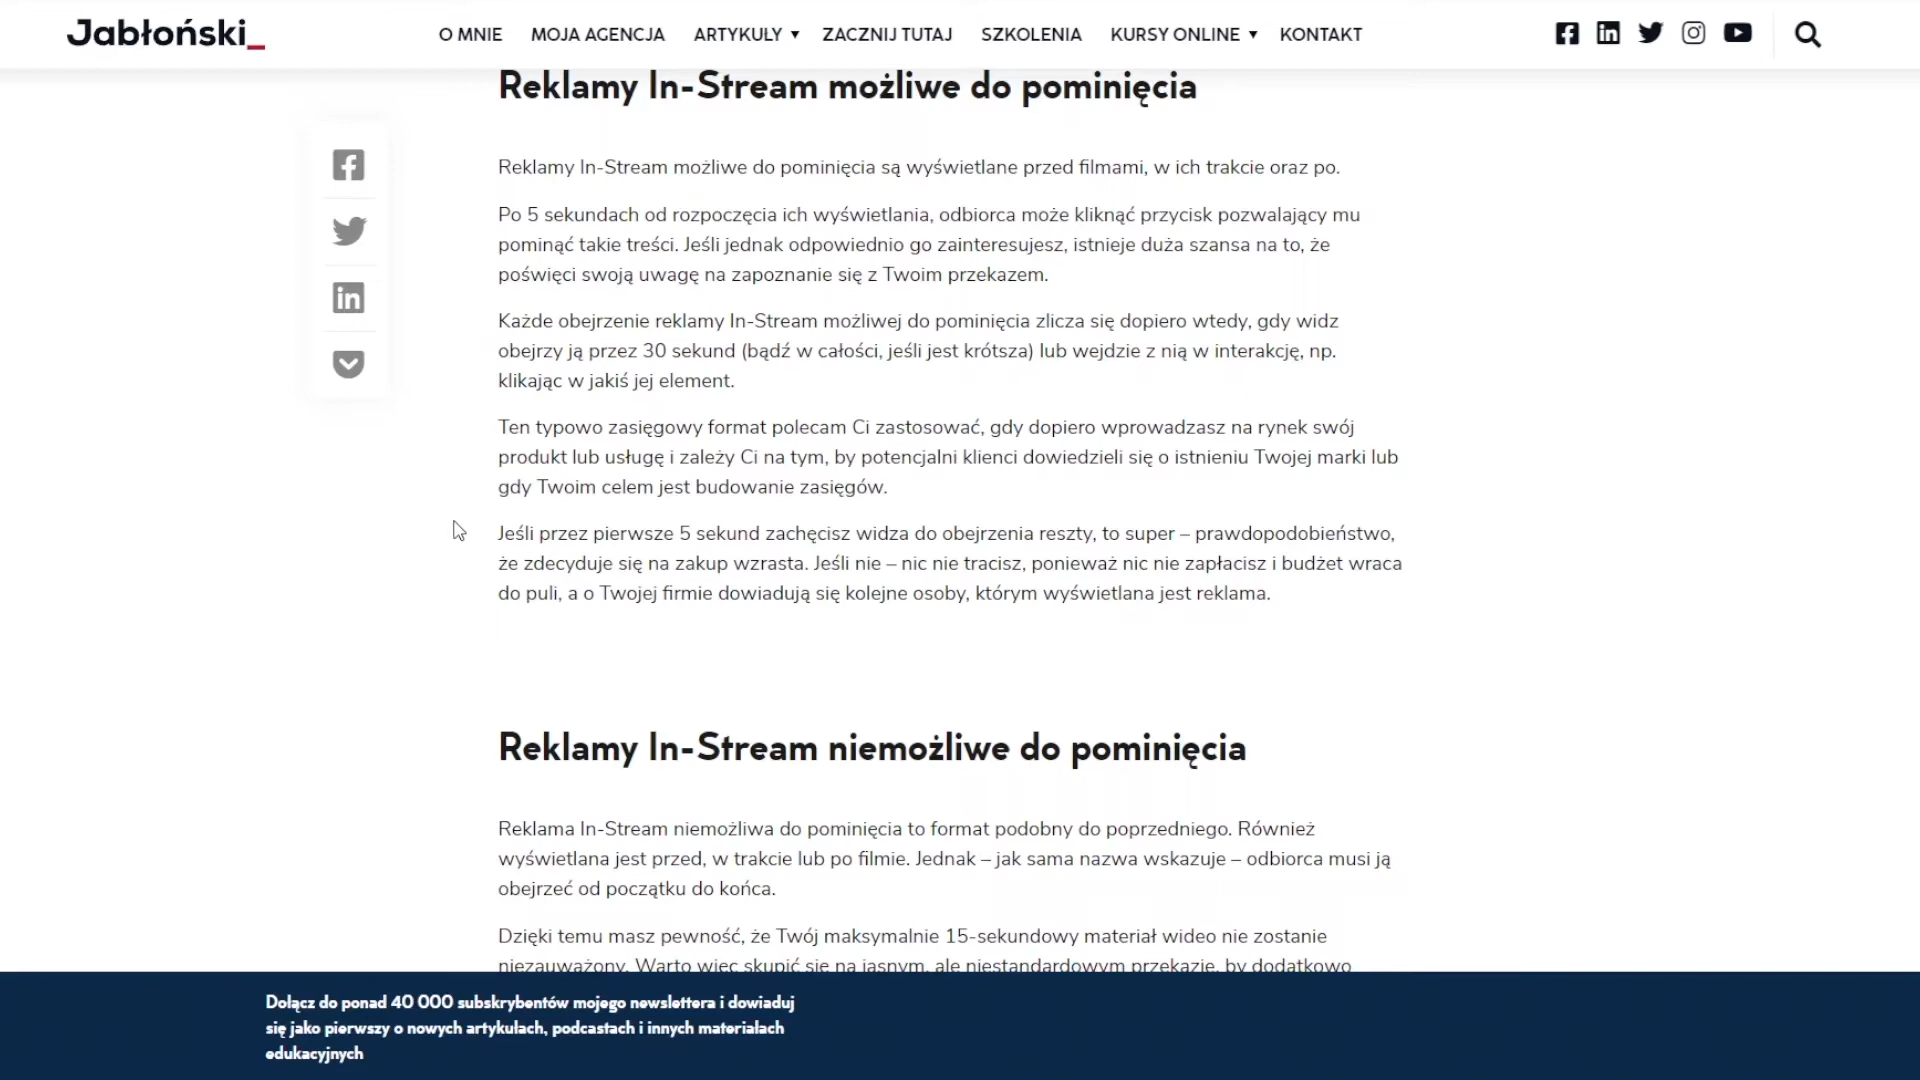 Jabłoński_
O MNIE MOJA AGENCJA ARTYKUŁY ▼ ZACZNIJ TUTAJ SZKOLENIA KURSY ONLINE ▼ KONTAKT
Reklamy In-Stream możliwe do pominięcia
Reklamy In-Stream możliwe do pominięcia są wyświetlane przed filmami, w ich trakcie oraz po.
Po 5 sekundach od rozpoczęcia ich wyświetlania, odbiorca może kliknąć przycisk pozwalający mu
pominąć takie treści. Jeśli jednak odpowiednio go zainteresujesz, istnieje duża szansa na to, że
poświęci swoją uwagę na zapoznanie się z Twoim przekazem.
Każde obejrzenie reklamy In-Stream możliwej do pominięcia zlicza się dopiero wtedy, gdy widz
obejrzy ją przez 30 sekund (bądź w całości, jeśli jest krótsza) lub wejdzie z nią w interakcję, np.
klikając w jakiś jej element.
Ten typowo zasięgowy format polecam Ci zastosować, gdy dopiero wprowadzasz na rynek swój
produkt lub usługę i zależy Ci na tym, by potencjalni klienci dowiedzieli się o istnieniu Twojej marki lub
gdy Twoim celem jest budowanie zasięgów.
Jeśli przez pierwsze 5 sekund zachęcisz widza do obejrzenia reszty, to super – prawdopodobieństwo,
że zdecyduje się na zakup wzrasta. Jeśli nie – nic nie tracisz, ponieważ nic nie zapłacisz i budżet wraca
do puli, a o Twojej firmie dowiadują się kolejne osoby, którym wyświetlana jest reklama.
Reklamy In-Stream niemożliwe do pominięcia
Reklama In-Stream niemożliwa do pominięcia to format podobny do poprzedniego. Również
wyświetlana jest przed, w trakcie lub po filmie. Jednak – jak sama nazwa wskazuje – odbiorca musi ją
obejrzeć od początku do końca.
Dzięki temu masz pewność, że Twój maksymalnie 15-sekundowy materiał wideo nie zostanie
niezauważony. Warto więc skupić się na jasnym, ale niestandardowym przekazie, by dodatkowo
Dołącz do ponad 40 000 subskrybentów mojego newslettera i dowiaduj
się jako pierwszy o nowych artykułach, podcastach i innych materiałach
edukacyjnych